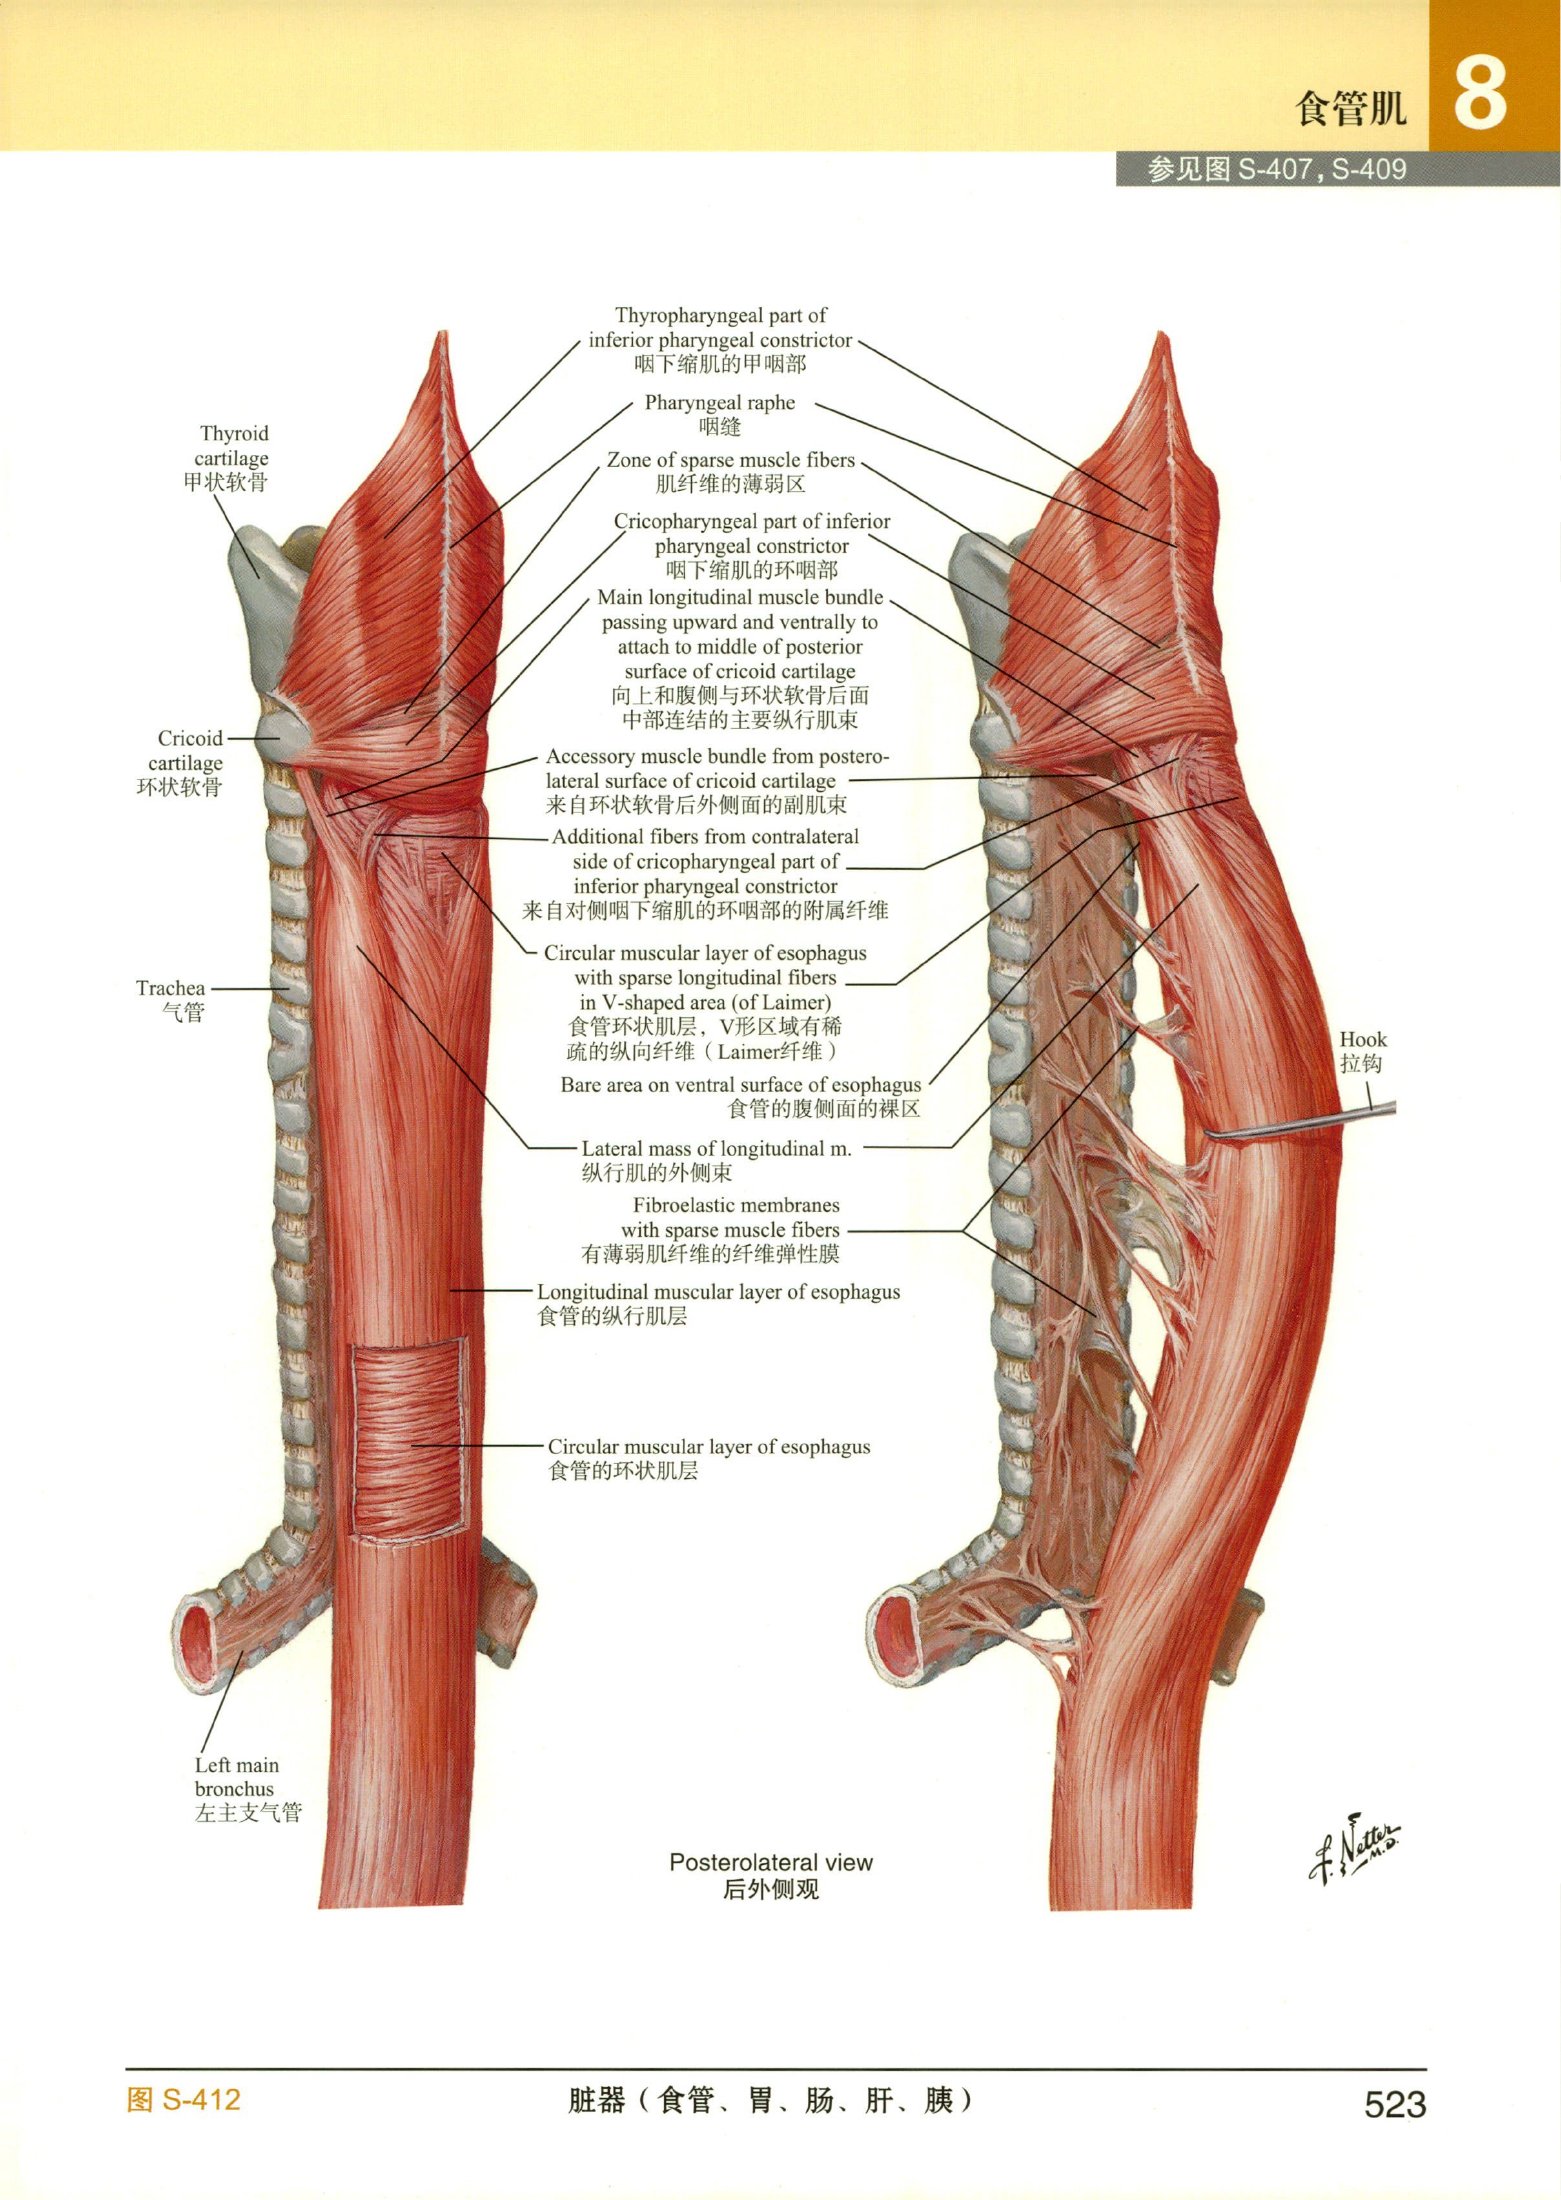 食管肌
8
参见图 S-407, S-409
Thyropharyngeal part of
inferior pharyngeal constrictor
咽下缩肌的甲咽部
Pharyngeal raphe
咽缝
Thyroid
cartilage
甲状软骨
Zone of sparse muscle fibers
肌纤维的薄弱区
Cricopharyngeal part of inferior
pharyngeal constrictor
咽下缩肌的环咽部
Main longitudinal muscle bundle
passing upward and ventrally to
attach to middle of posterior
surface of cricoid cartilage
向上和腹侧与环状软骨后面
中部连结的主要纵行肌束
Cricoid
cartilage
环状软骨
Accessory muscle bundle from postero-
lateral surface of cricoid cartilage
来自环状软骨后外侧面的副肌束
Additional fibers from contralateral
side of cricopharyngeal part of
inferior pharyngeal constrictor
来自对侧咽下缩肌的环咽部的附属纤维
Circular muscular layer of esophagus
with sparse longitudinal fibers
in V-shaped area (of Laimer)
食管环状肌层，V形区域有稀
疏的纵向纤维（Laimer纤维）
Trachea
气管
Hook
拉钩
Bare area on ventral surface of esophagus
食管的腹侧面的裸区
Lateral mass of longitudinal m.
纵行肌的外侧束
Fibroelastic membranes
with sparse muscle fibers
有薄弱肌纤维的纤维弹性膜
Longitudinal muscular layer of esophagus
食管的纵行肌层
Circular muscular layer of esophagus
食管的环状肌层
Left main
bronchus
左主支气管
Posterolateral view
后外侧观
F. Netter
M.D.
图 S-412
脏器（食管、胃、肠、肝、胰）
523